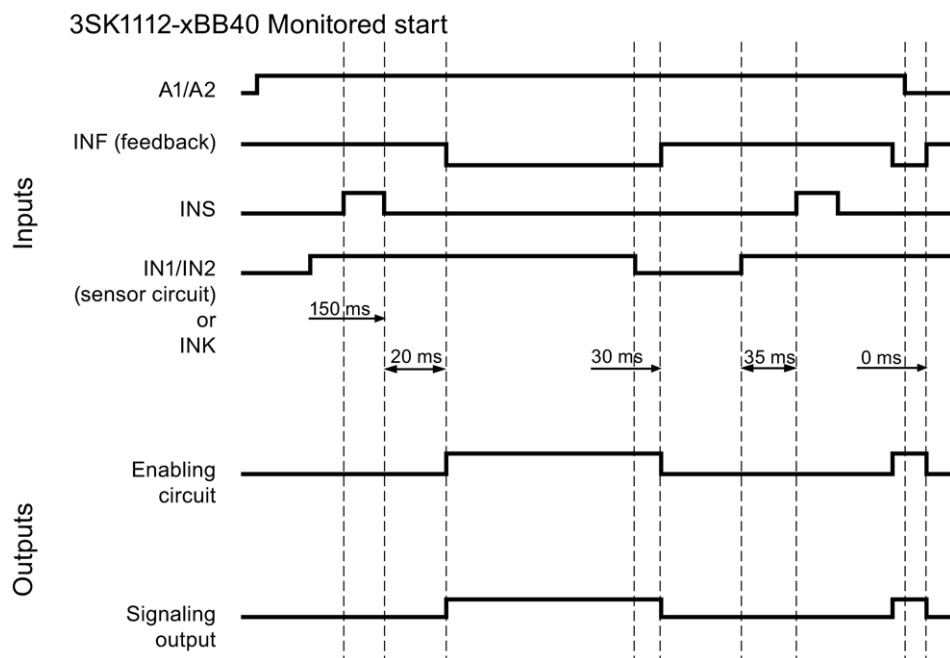 3SK1112-xBB40 Monitored start
Inputs
A1/A2
INF (feedback)
INS
IN1/IN2
(sensor circuit)
or
INK
150 ms
20 ms
30 ms
35 ms
0 ms
Outputs
Enabling
circuit
Signaling
output